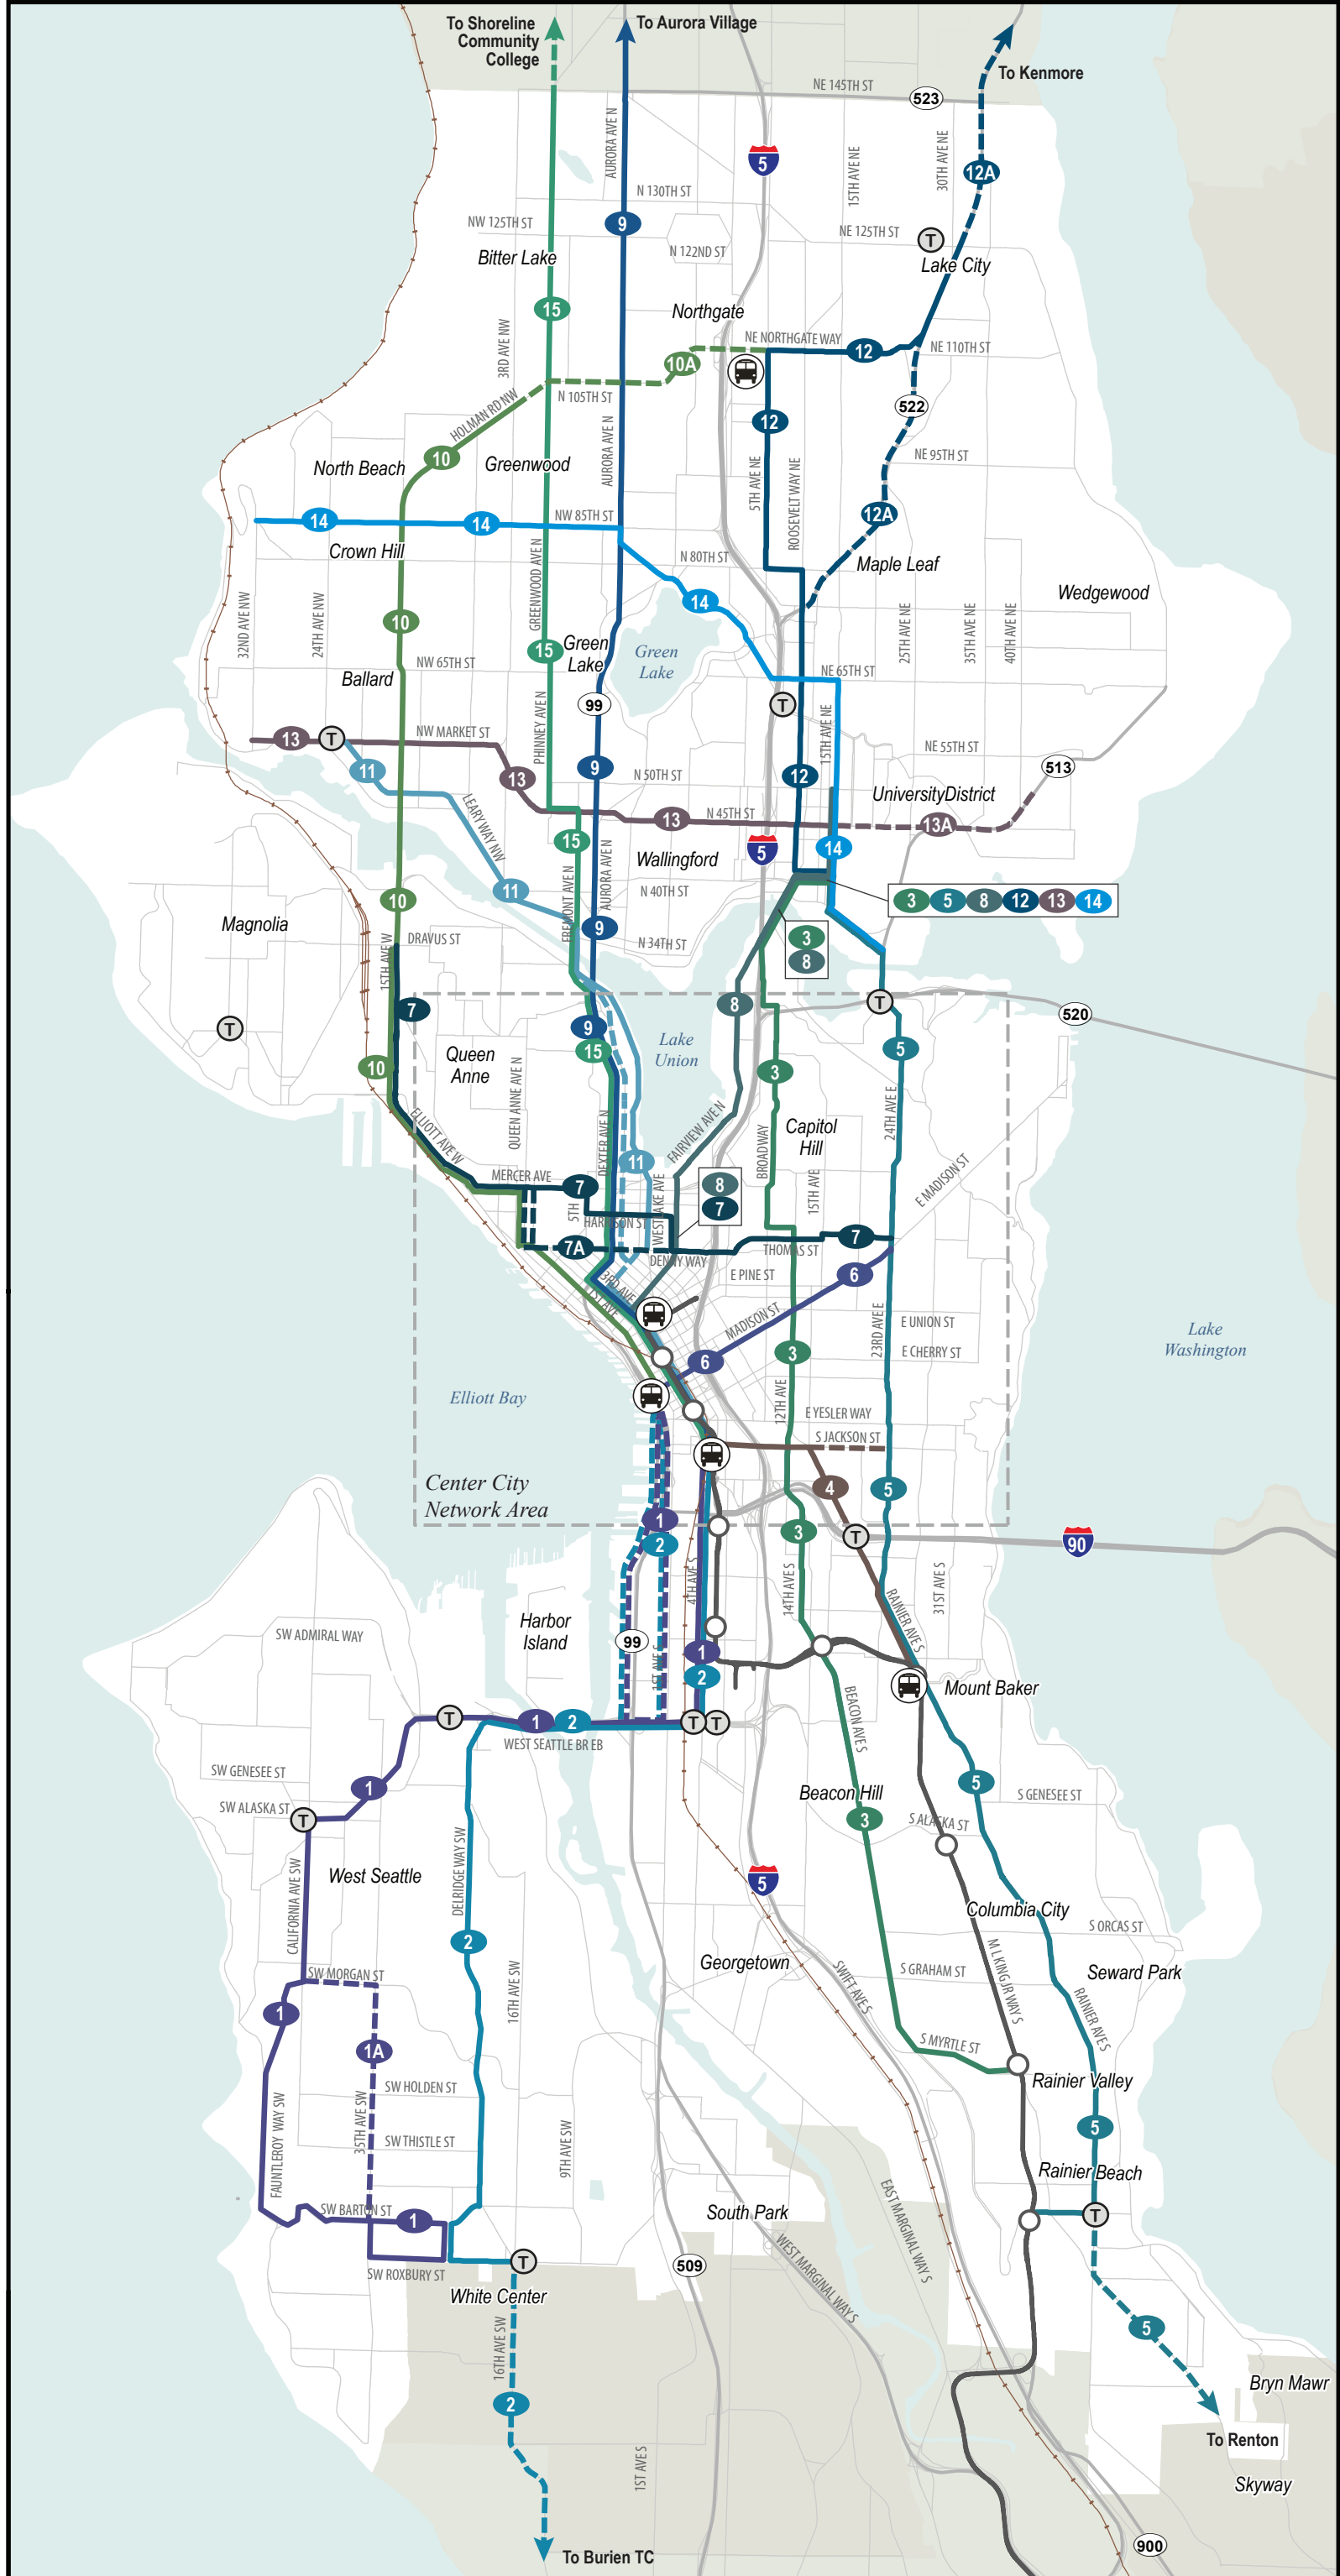 To Shoreline
Community
College
To Aurora Village
To Kenmore
NE 145TH ST
523
5
AURORA AVE N
15TH AVE NE
30TH AVE NE
12A
N 130TH ST
NW 125TH ST
9
NE 125TH ST
T
N 122ND ST
Bitter Lake
Lake City
15
Northgate
3RD AVE NW
NE NORTHGATE WAY
12
NE 110TH ST
10A
N 105TH ST
HOLMAN RD NW
522
12
10
North Beach
Greenwood
AURORA AVE N
5TH AVE NE
ROOSEVELT WAY NE
NE 95TH ST
14
14
NW 85TH ST
12A
Crown Hill
N 80TH ST
Maple Leaf
GREENWOOD AVE N
Wedgewood
14
32ND AVE NW
24TH AVE NW
10
25TH AVE NE
35TH AVE NE
40TH AVE NE
15
Green
Lake
Green
Lake
NW 65TH ST
NE 65TH ST
Ballard
99
T
PHINNEY AVE N
15TH AVE NE
13
T
NW MARKET ST
NE 55TH ST
11
13
9
N 50TH ST
12
513
LEARY WAY NW
UniversityDistrict
13
N 45TH ST
13A
15
5
14
Wallingford
AURORA AVE N
11
N 40TH ST
10
3 5 8 12 13 14
Magnolia
FREMONT AVE N
9
DRAVUS ST
N 34TH ST
3
8
15TH AVE W
7
8
T
520
T
9
15
Lake
Union
Queen
Anne
5
10
3
QUEEN ANNE AVE N
24TH AVE E
ELLIOTT AVE W
DEXTER AVE N
FAIRVIEW AVE N
BROADWAY
Capitol
Hill
11
E MADISON ST
MERCER AVE
7
8
7
15TH AVE
WESTLAKE AVE
5TH
HARRISON ST
7A
THOMAS ST
7
DENNY WAY
3RD AVE
1ST AVE
E PINE ST
6
MADISON ST
E UNION ST
Lake
Washington
23RD AVE E
3
E CHERRY ST
6
Elliott Bay
12TH AVE
E YESLER WAY
S JACKSON ST
Center City
Network Area
4
5
1
3
T
90
2
4TH AVE S
14TH AVE S
31ST AVE S
RAINIER AVE S
SW ADMIRAL WAY
Harbor
Island
99
1ST AVE S
1
2
Mount Baker
BEACON AVE S
T
1
2
T
T
WEST SEATTLE BR EB
SW GENESEE ST
1
5
S GENESEE ST
Beacon Hill
SW ALASKA ST
T
3
S ALASKA ST
West Seattle
DELRIDGE WAY SW
5
CALIFORNIA AVE SW
Columbia City
S ORCAS ST
2
Georgetown
M L KING JR WAY S
SWIFT AVE S
S GRAHAM ST
Seward Park
SW MORGAN ST
16TH AVE SW
1
RAINIER AVE S
1A
S MYRTLE ST
SW HOLDEN ST
Rainier Valley
FAUNTLEROY WAY SW
35TH AVE SW
5
SW THISTLE ST
9TH AVE SW
Rainier Beach
SW BARTON ST
1
South Park
EAST MARGINAL WAY S
T
WEST MARGINAL WAY S
T
509
SW ROXBURY ST
White Center
5
16TH AVE SW
Bryn Mawr
2
To Renton
1ST AVE S
Skyway
900
To Burien TC